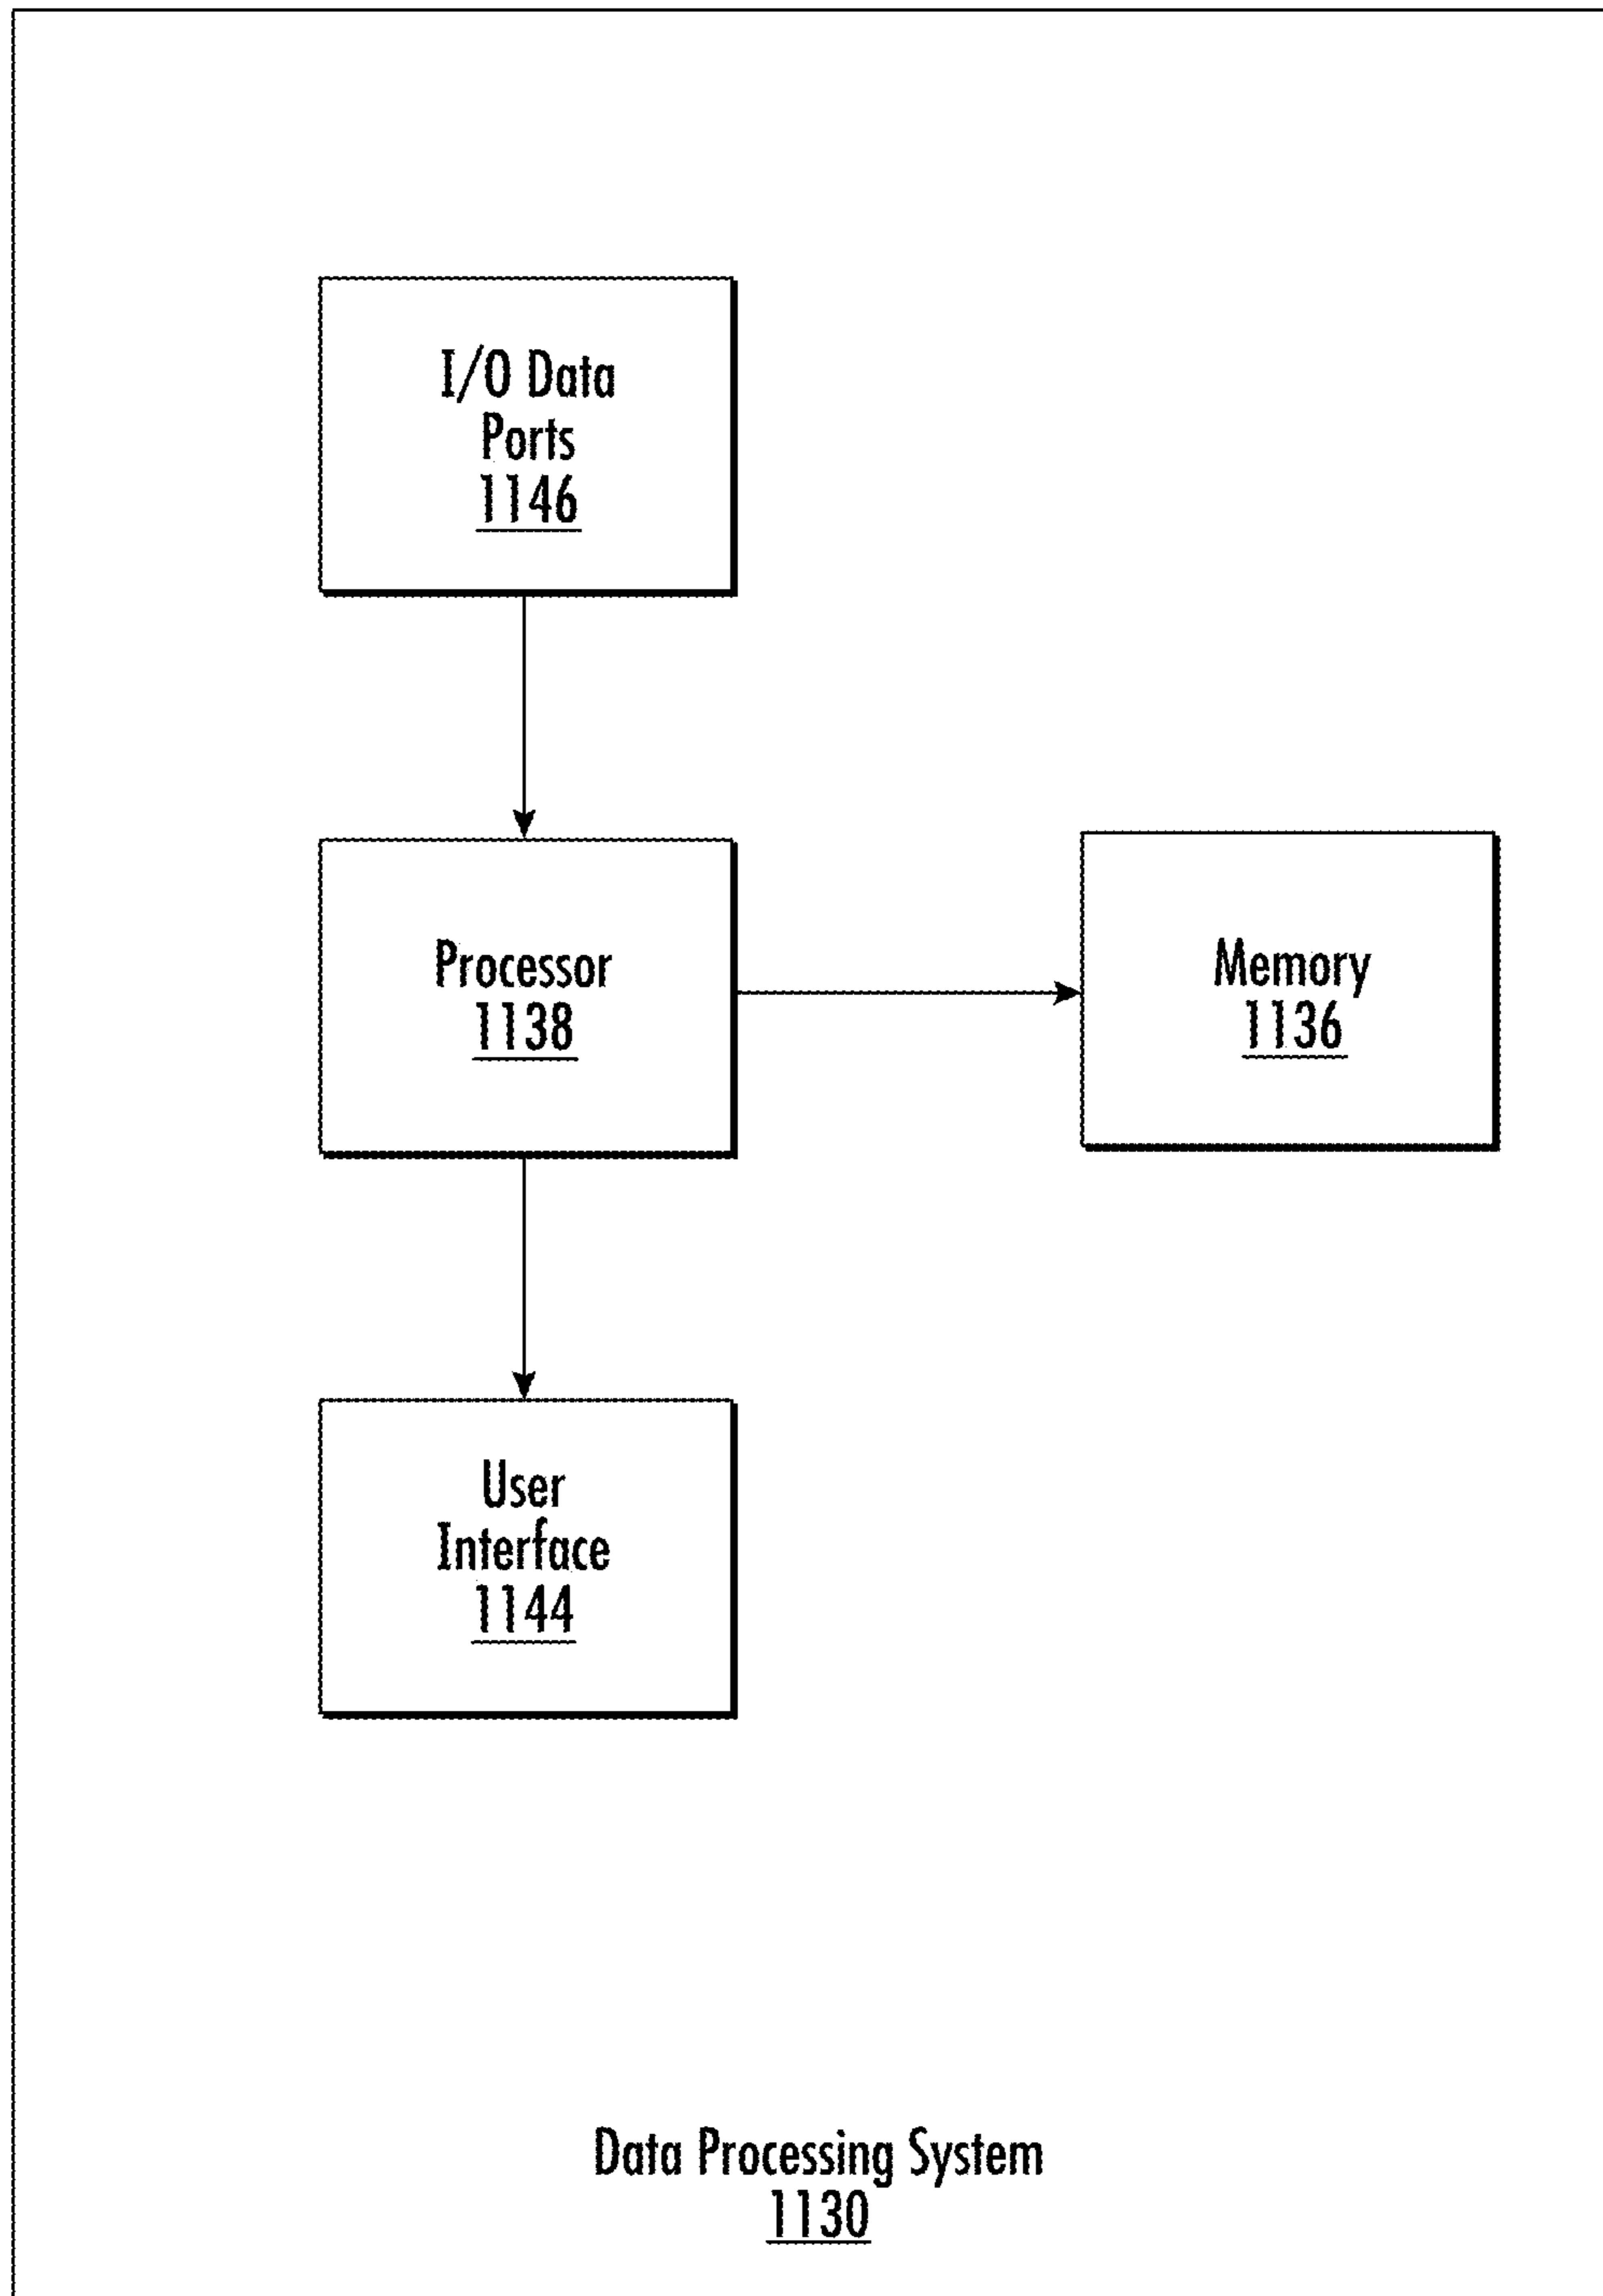 I/O Data
Ports
1146
Processor
1138
Memory
1136
User
Interface
1144
Data Processing System
1130